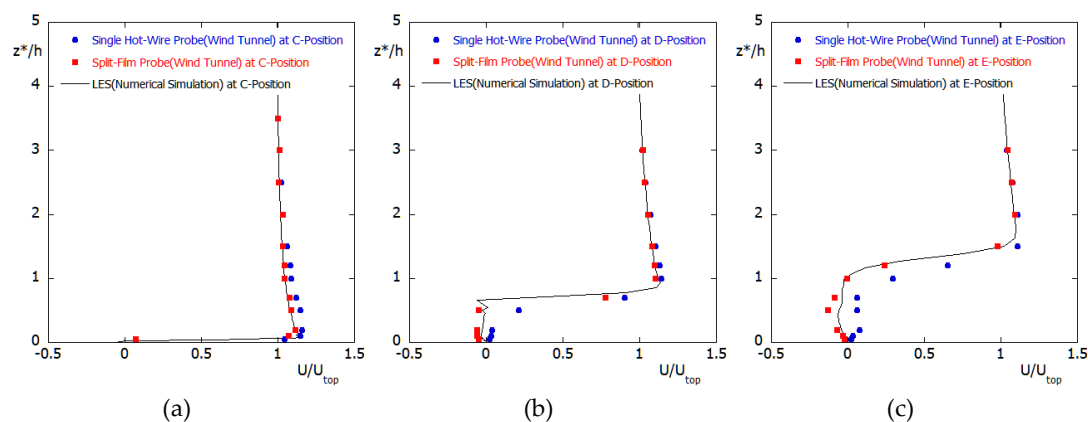 5
z*/h
Single Hot-Wire Probe(Wind Tunnel) at C-Position
Split-Film Probe(Wind Tunnel) at C-Position
4
LES(Numerical Simulation) at C-Position
3
2
1
0
-0.5 0 0.5 1 1.5
U/Utop
(a)
5
z*/h
Single Hot-Wire Probe(Wind Tunnel) at D-Position
Split-Film Probe(Wind Tunnel) at D-Position
4
LES(Numerical Simulation) at D-Position
3
2
1
0
-0.5 0 0.5 1 1.5
U/Utop
(b)
5
z*/h
Single Hot-Wire Probe(Wind Tunnel) at E-Position
Split-Film Probe(Wind Tunnel) at E-Position
4
LES(Numerical Simulation) at E-Position
3
2
1
0
-0.5 0 0.5 1 1.5
U/Utop
(c)